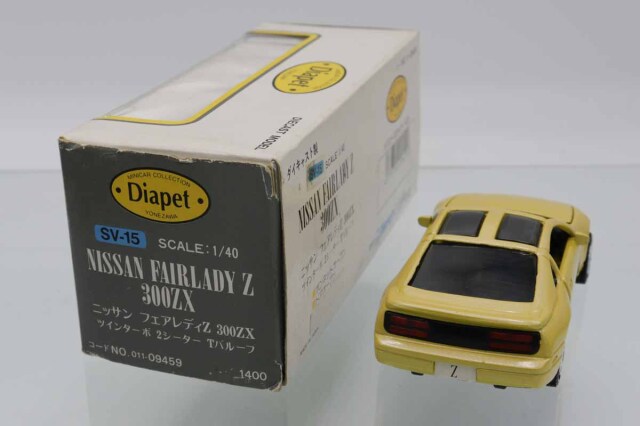 MINICAR COLLECTION
Diapet
YONEZAWA
SV-15 SCALE:1/40
NISSAN FAIRLADY Z
300ZX
ニッサン フェアレディZ 300ZX
ツインターボ 2シーター Tバルーフ
コードNO. 011-09459
1400
Diapet
DIECAST MODEL
ダイキャスト製
SCALE 1/40
NISSAN FAIRLADY Z
300ZX
Diapet
Z